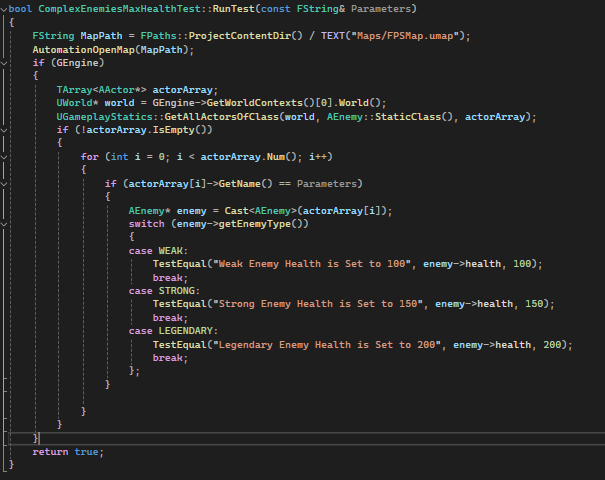 bool ComplexEnemiesMaxHealthTest::RunTest(const FString& Parameters)
{
    FString MapPath = FPaths::ProjectContentDir() / TEXT("Maps/FPSMap.umap");
    AutomationOpenMap(MapPath);
    if (GEngine)
    {
        TArray<AActor*> actorArray;
        UWorld* world = GEngine->GetWorldContexts()[0].World();
        UGameplayStatics::GetAllActorsOfClass(world, AEnemy::StaticClass(), actorArray);
        if (!actorArray.IsEmpty())
        {
            for (int i = 0; i < actorArray.Num(); i++)
            {
                if (actorArray[i]->GetName() == Parameters)
                {
                    AEnemy* enemy = Cast<AEnemy>(actorArray[i]);
                    switch (enemy->getEnemyType())
                    {
                    case WEAK:
                        TestEqual("Weak Enemy Health is Set to 100", enemy->health, 100);
                        break;
                    case STRONG:
                        TestEqual("Strong Enemy Health is Set to 150", enemy->health, 150);
                        break;
                    case LEGENDARY:
                        TestEqual("Legendary Enemy Health is Set to 200", enemy->health, 200);
                        break;
                    };
                }

            }
        }
    }
    return true;
}